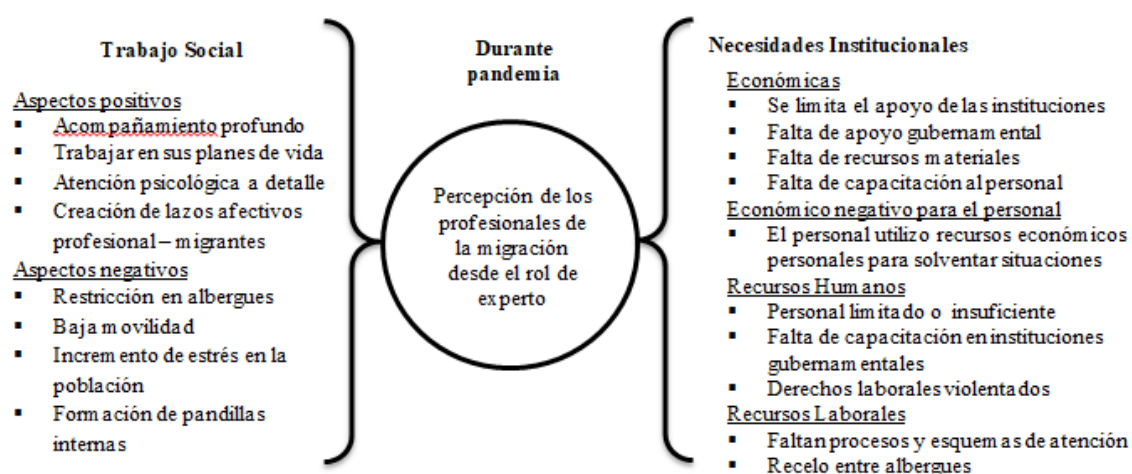 Trabajo Social
Aspectos positivos
▪ Acompañamiento profundo
▪ Trabajar en sus planes de vida
▪ Atención psicológica a detalle
▪ Creación de lazos afectivos
profesional – migrantes
Aspectos negativos
▪ Restricción en albergues
▪ Baja movilidad
▪ Incremento de estrés en la
población
▪ Formación de pandillas
internas
Durante
pandemia
Percepción de los
profesionales de
la migración
desde el rol de
experto
Necesidades Institucionales
Económicas
▪ Se limita el apoyo de las instituciones
▪ Falta de apoyo gubernamental
▪ Falta de recursos materiales
▪ Falta de capacitación al personal
Económico negativo para el personal
▪ El personal utilizo recursos económicos
personales para solventar situaciones
Recursos Humanos
▪ Personal limitado o insuficiente
▪ Falta de capacitación en instituciones
gubernamentales
▪ Derechos laborales violentados
Recursos Laborales
▪ Faltan procesos y esquemas de atención
▪ Recelo entre albergues